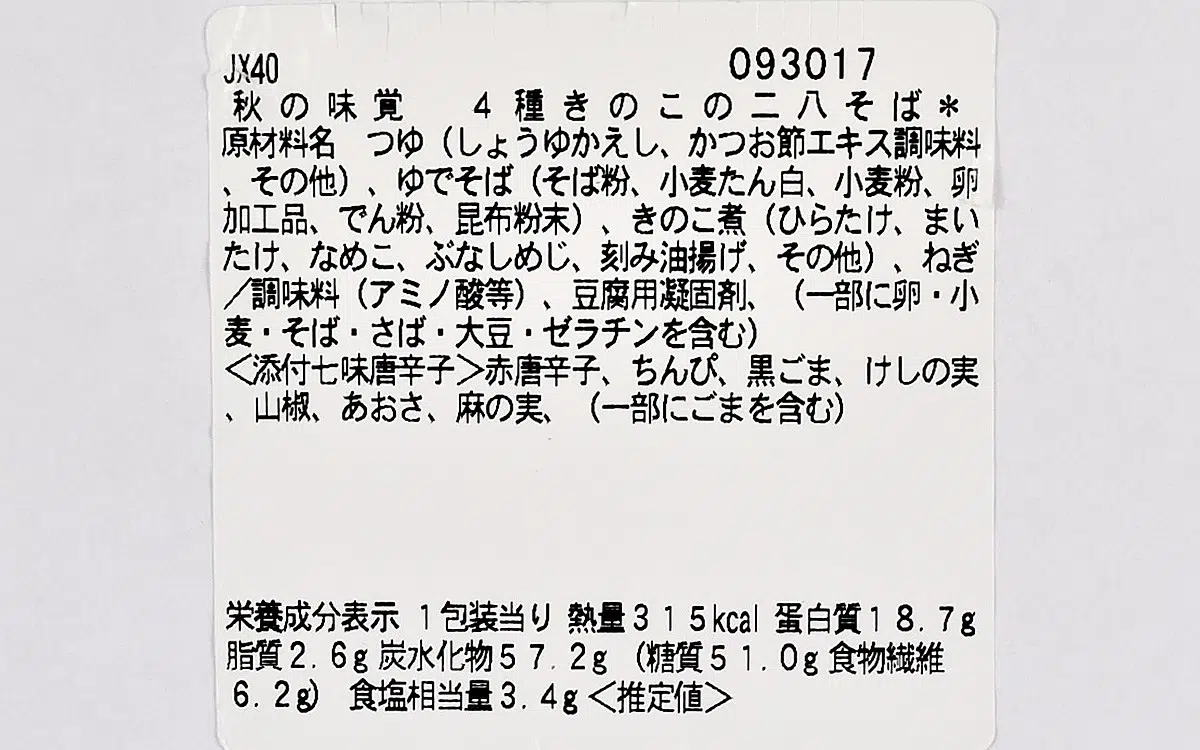 JX40 093017
秋の味覚 4種きのこの二八そば*
原材料名 つゆ（しょうゆかえし、かつお節エキス調味料
、その他）、ゆでそば（そば粉、小麦たん白、小麦粉、卵
加工品、でん粉、昆布粉末）、きのこ煮（ひらたけ、まい
たけ、なめこ、ぶなしめじ、刻み油揚げ、その他）、ねぎ
／調味料（アミノ酸等）、豆腐用凝固剤、（一部に卵・小
麦・そば・さば・大豆・ゼラチンを含む）
＜添付七味唐辛子＞赤唐辛子、ちんぴ、黒ごま、けしの実
、山椒、あおさ、麻の実、（一部にごまを含む）
栄養成分表示 1包装当り 熱量315kcal 蛋白質18.7g
脂質2.6g 炭水化物57.2g （糖質51.0g 食物繊維
6.2g） 食塩相当量3.4g ＜推定値＞